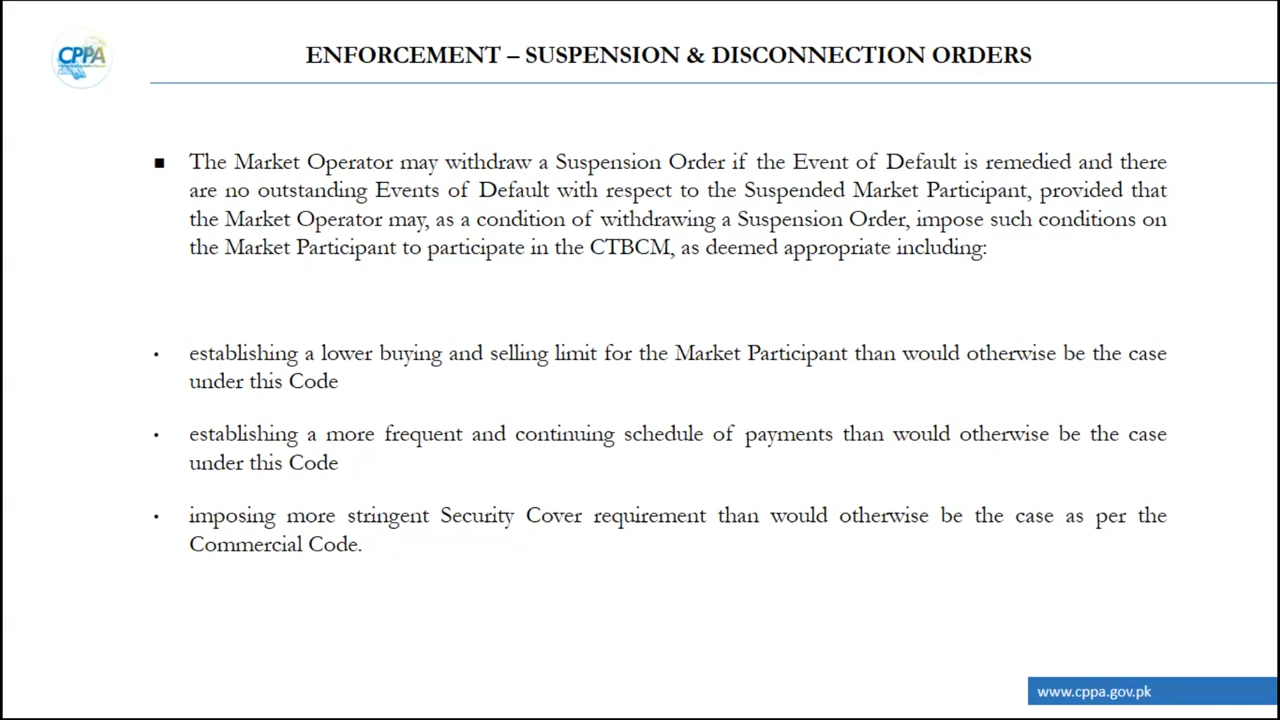 CPPA
ENFORCEMENT – SUSPENSION & DISCONNECTION ORDERS
■ The Market Operator may withdraw a Suspension Order if the Event of Default is remedied and there
are no outstanding Events of Default with respect to the Suspended Market Participant, provided that
the Market Operator may, as a condition of withdrawing a Suspension Order, impose such conditions on
the Market Participant to participate in the CTBCM, as deemed appropriate including:
• establishing a lower buying and selling limit for the Market Participant than would otherwise be the case
under this Code
• establishing a more frequent and continuing schedule of payments than would otherwise be the case
under this Code
• imposing more stringent Security Cover requirement than would otherwise be the case as per the
Commercial Code.
www.cppa.gov.pk